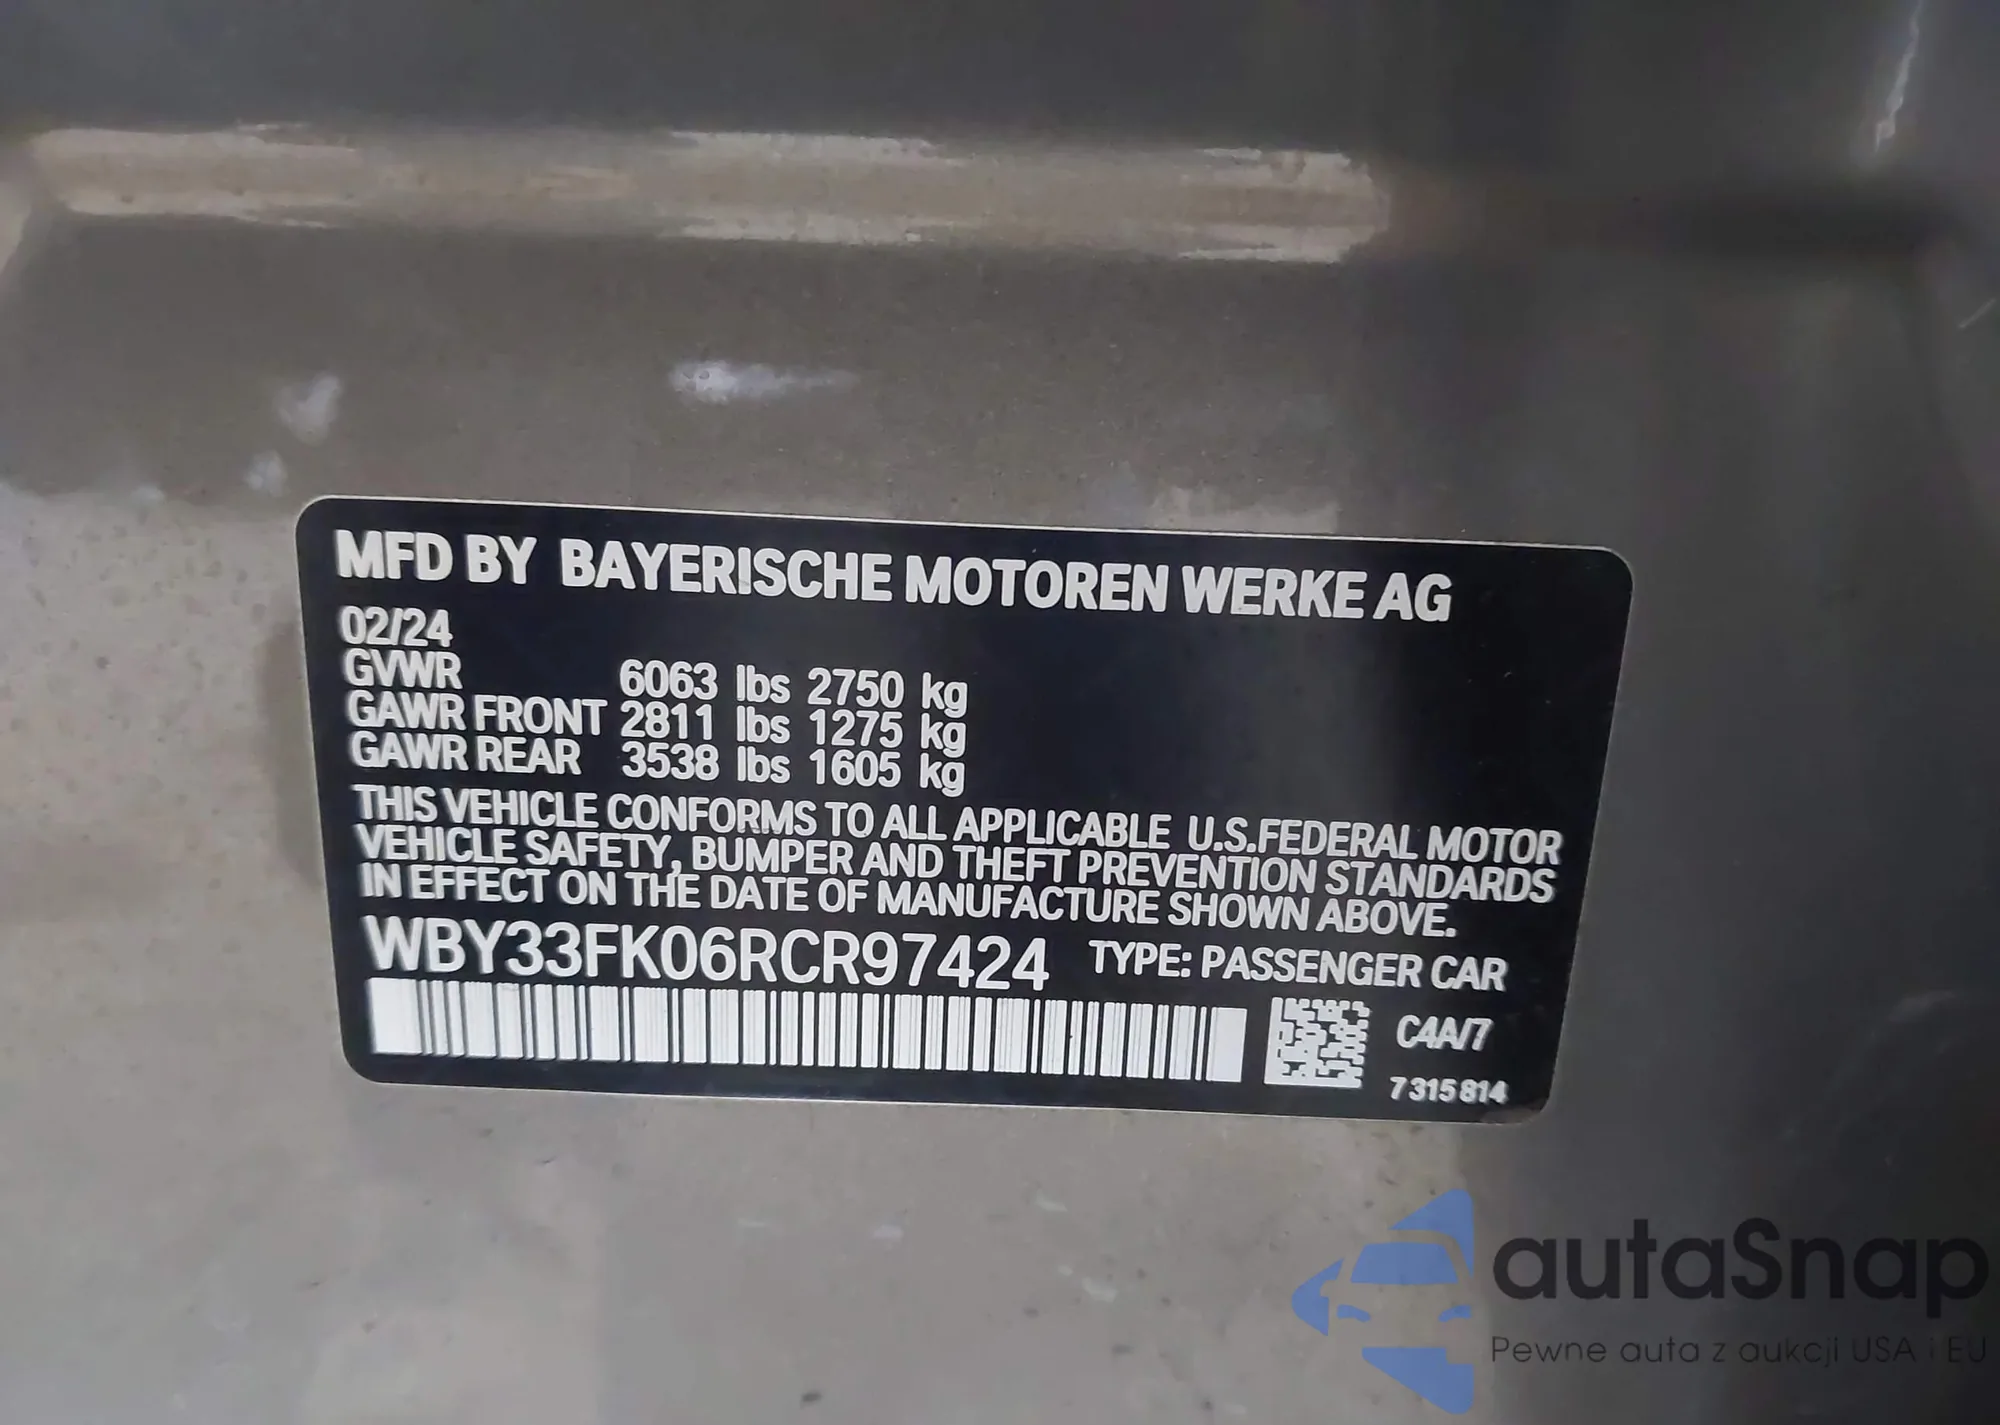 MFD BY BAYERISCHE MOTOREN WERKE AG
02/24
GVWR 6063 lbs 2750 kg
GAWR FRONT 2811 lbs 1275 kg
GAWR REAR 3538 lbs 1605 kg
THIS VEHICLE CONFORMS TO ALL APPLICABLE U.S.FEDERAL MOTOR
VEHICLE SAFETY, BUMPER AND THEFT PREVENTION STANDARDS
IN EFFECT ON THE DATE OF MANUFACTURE SHOWN ABOVE.
WBY33FK06RCR97424 TYPE: PASSENGER CAR
C4A/7
7315814
autaSnap
Pewne auta z aukcji USA i EU